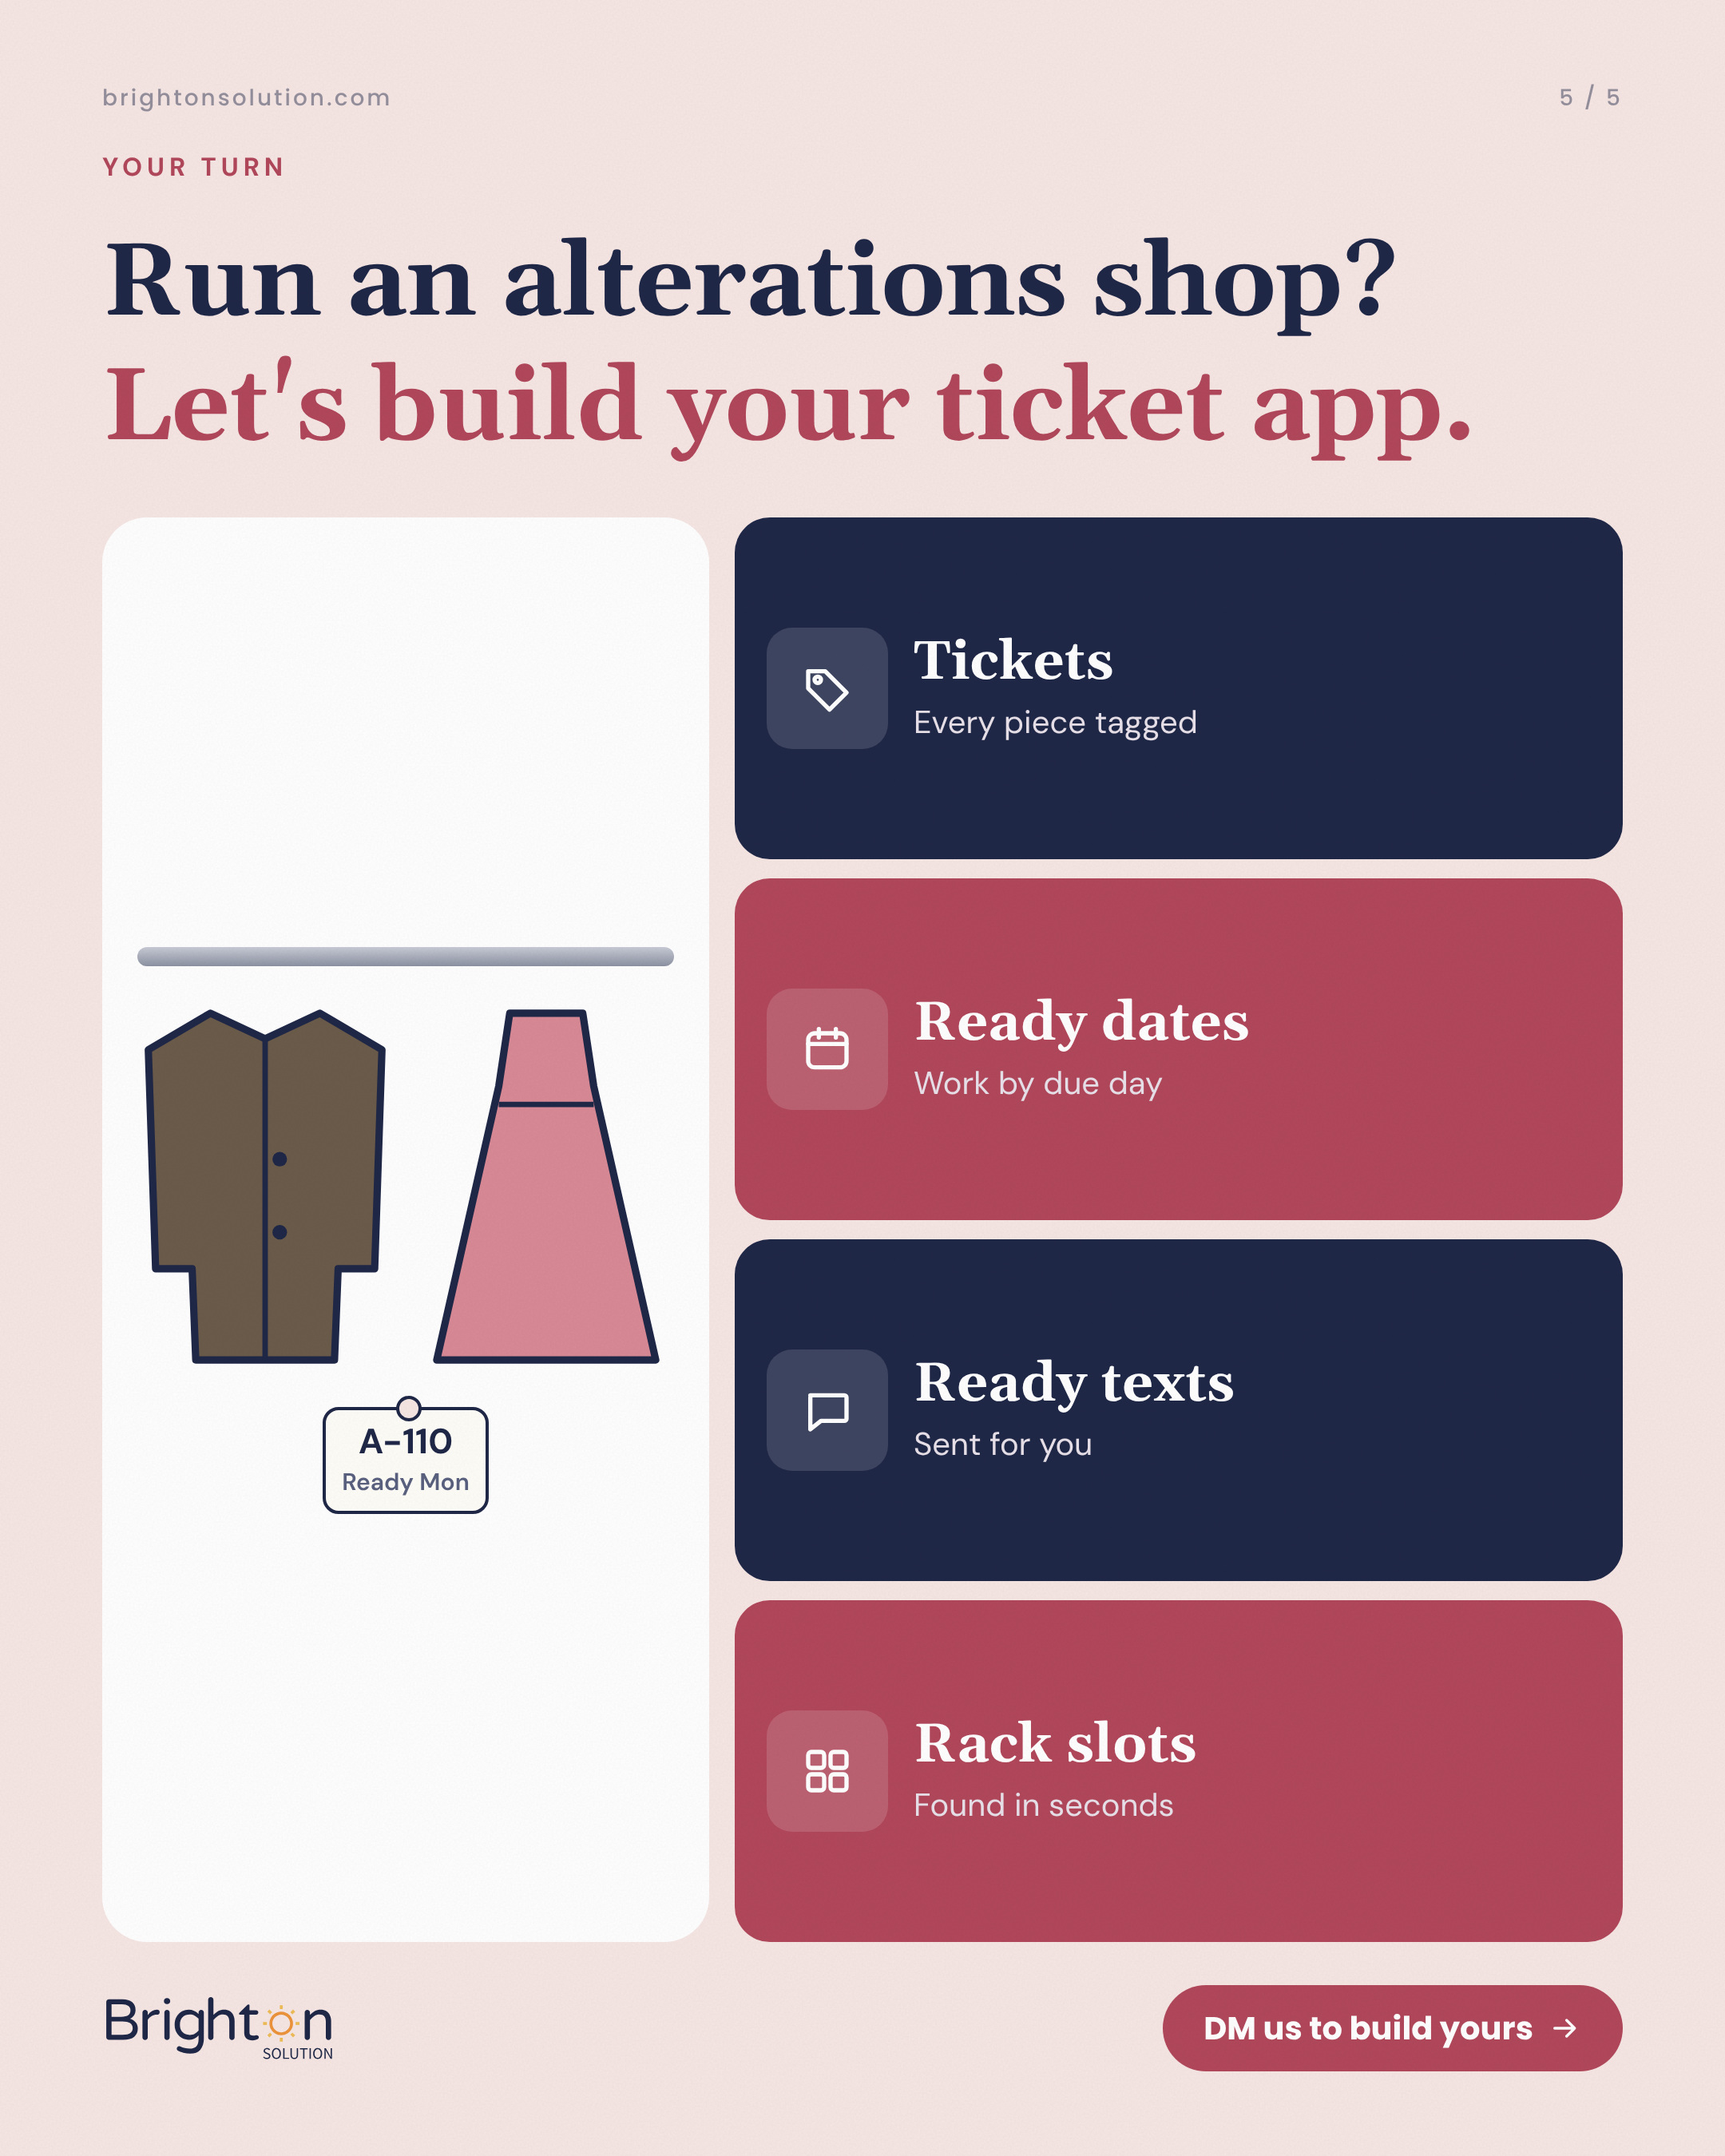 brightonsolution.com
5 / 5
YOUR TURN
Run an alterations shop?
Let's build your ticket app.
A-110
Ready Mon
Tickets
Every piece tagged
Ready dates
Work by due day
Ready texts
Sent for you
Rack slots
Found in seconds
Brighton
SOLUTION
DM us to build yours →